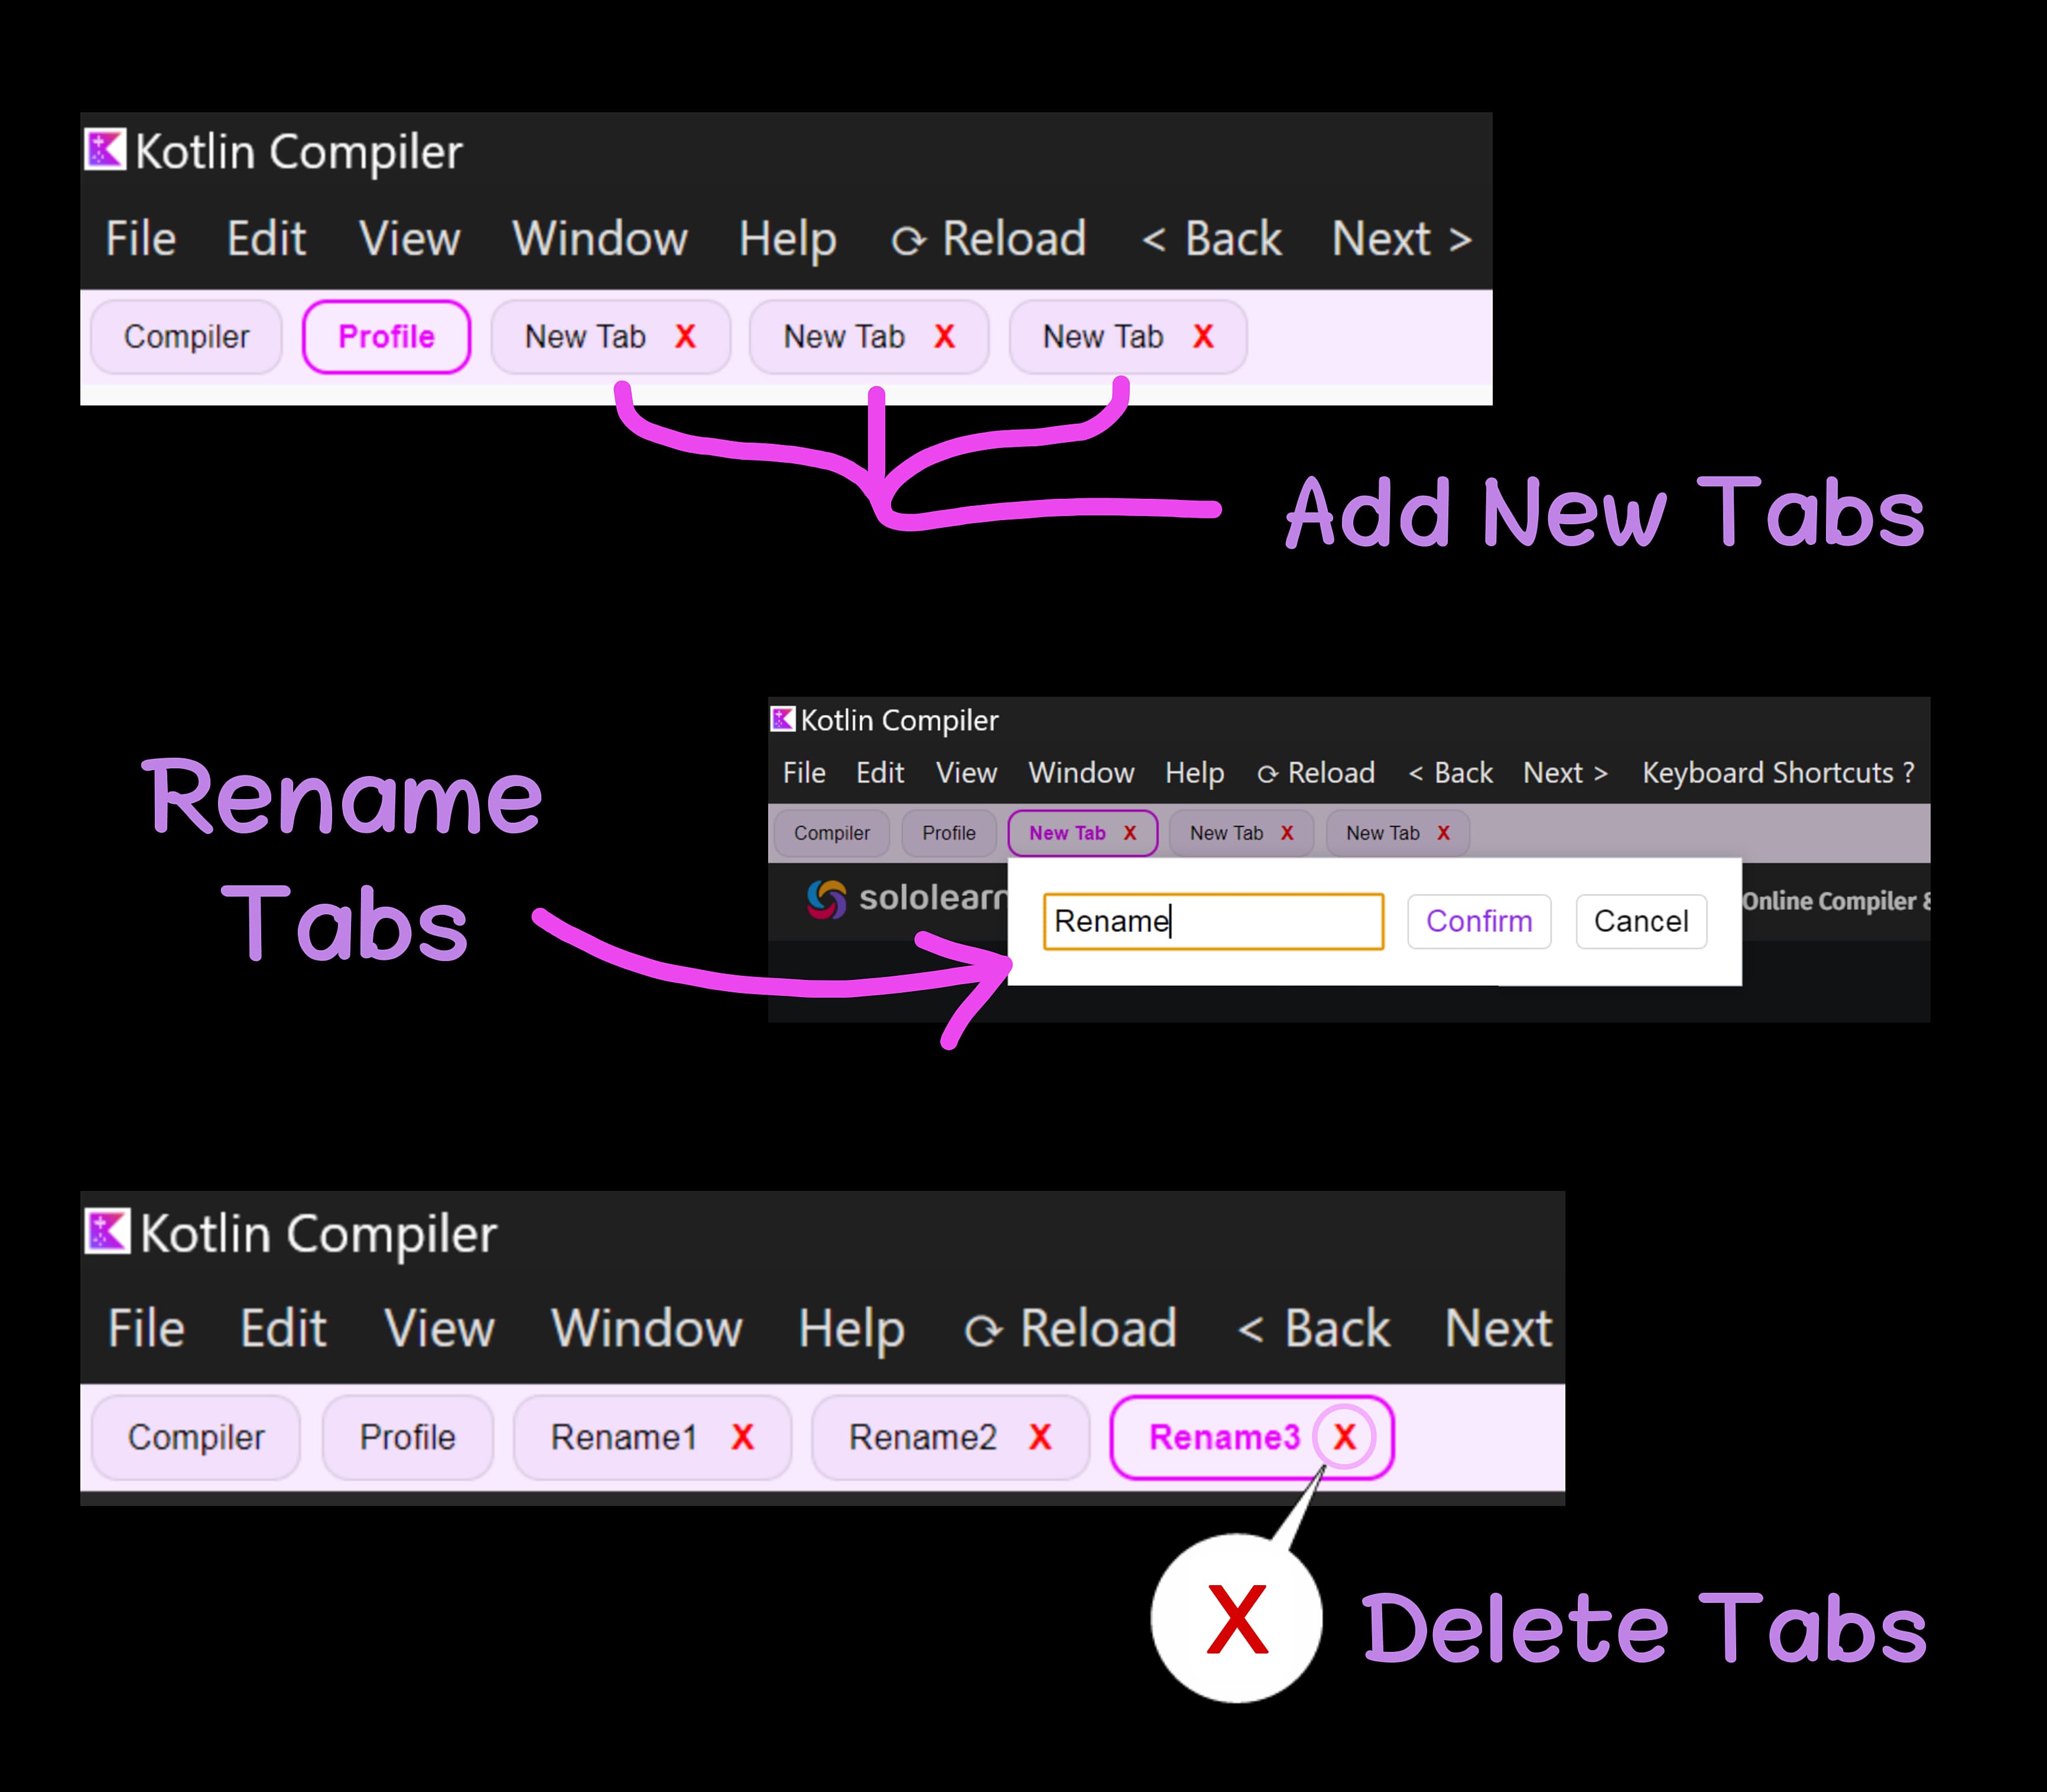 Kotlin Compiler
File Edit View Window Help ⟳ Reload < Back Next >
Compiler Profile New Tab X New Tab X New Tab X
Add New Tabs
Rename
Tabs
Kotlin Compiler
File Edit View Window Help ⟳ Reload < Back Next > Keyboard Shortcuts ?
Compiler Profile New Tab X New Tab X New Tab X
sololearn Online Compiler &
Rename Confirm Cancel
Kotlin Compiler
File Edit View Window Help ⟳ Reload < Back Next
Compiler Profile Rename1 X Rename2 X Rename3 X
X Delete Tabs